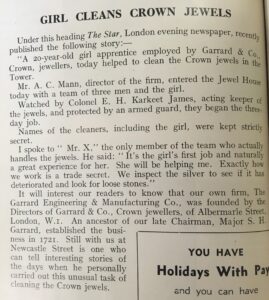 GIRL CLEANS CROWN JEWELS
Under this heading The Star, London evening newspaper, recently
published the following story:—
"A 20-year-old girl apprentice employed by Garrard & Co.,
Crown, jewellers, today helped to clean the Crown jewels in the
Tower.
Mr. A. C. Mann, director of the firm, entered the Jewel House
today with a team of three men and the girl.
Watched by Colonel E. H. Karkeet James, acting keeper of
the jewels, and protected by an armed guard, they began the three-
day job.
Names of the cleaners, including the girl, were kept strictly
secret.
I spoke to " Mr. X," the only member of the team who actually
handles the jewels. He said: "It's the girl's first job and naturally
a great experience for her. She will be helping me. Exactly how
we work is a trade secret. We inspect the silver to see if it has
deteriorated and look for loose stones."
It will interest our readers to know that our own firm, The
Garrard Engineering & Manufacturing Co., was founded by the
Directors of Garrard & Co., Crown jewellers, of Albermarle Street,
London, W.1. An ancestor of our late Chairman, Major S. H.
Garrard, established the busi-
ness in 1721. Still with us at
Newcastle Street is one who
can tell interesting stories of
the days when he personally
carried out this unusual task of
cleaning the Crown jewels.
YOU HAVE
Holidays With Pay
and you can